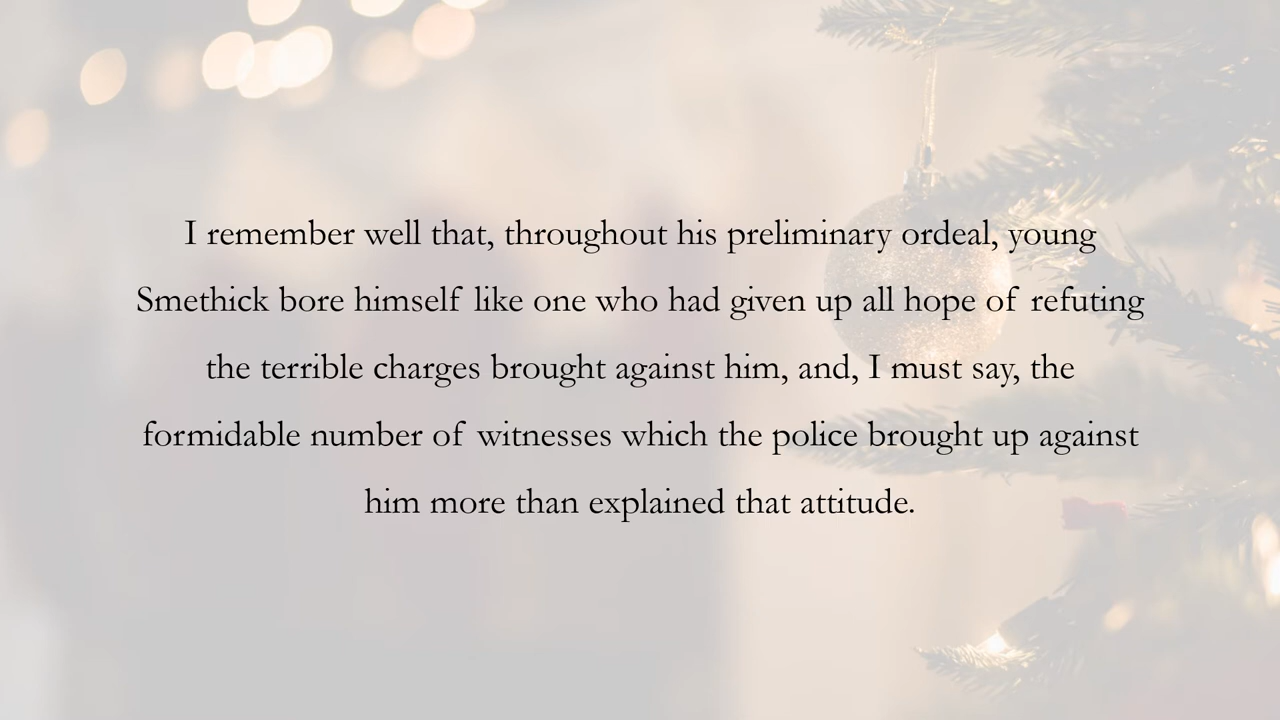 I remember well that, throughout his preliminary ordeal, young
Smethick bore himself like one who had given up all hope of refuting
the terrible charges brought against him, and, I must say, the
formidable number of witnesses which the police brought up against
him more than explained that attitude.